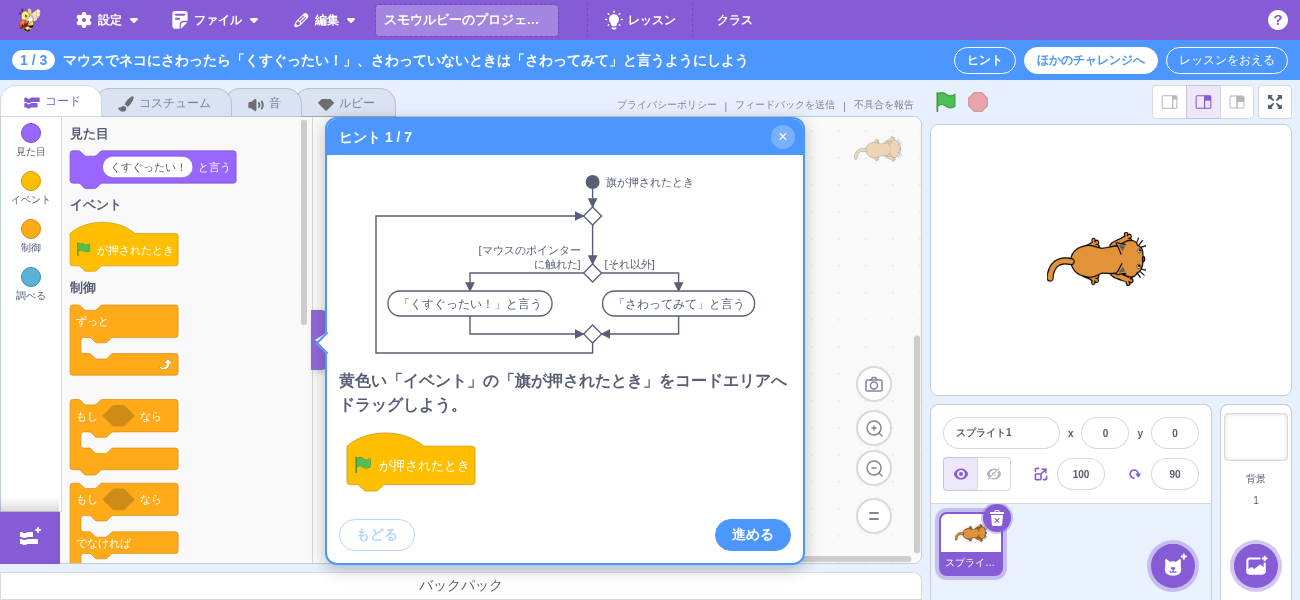 設定
ファイル
編集
スモウルビーのプロジェ…
レッスン
クラス
?
1 / 3
マウスでネコにさわったら「くすぐったい！」、さわっていないときは「さわってみて」と言うようにしよう
ヒント
ほかのチャレンジへ
レッスンをおえる
コード
コスチューム
音
ルビー
プライバシーポリシー | フィードバックを送信 | 不具合を報告
見た目
イベント
制御
調べる
見た目
くすぐったい！ と言う
イベント
が押されたとき
制御
ずっと
もし なら
もし なら
でなければ
ヒント 1 / 7
×
旗が押されたとき
[マウスのポインター
に触れた]
[それ以外]
「くすぐったい！」と言う
「さわってみて」と言う
黄色い「イベント」の「旗が押されたとき」をコードエリアへ
ドラッグしよう。
が押されたとき
もどる
進める
バックパック
スプライト1
x
0
y
0
100
90
スプライ…
背景
1